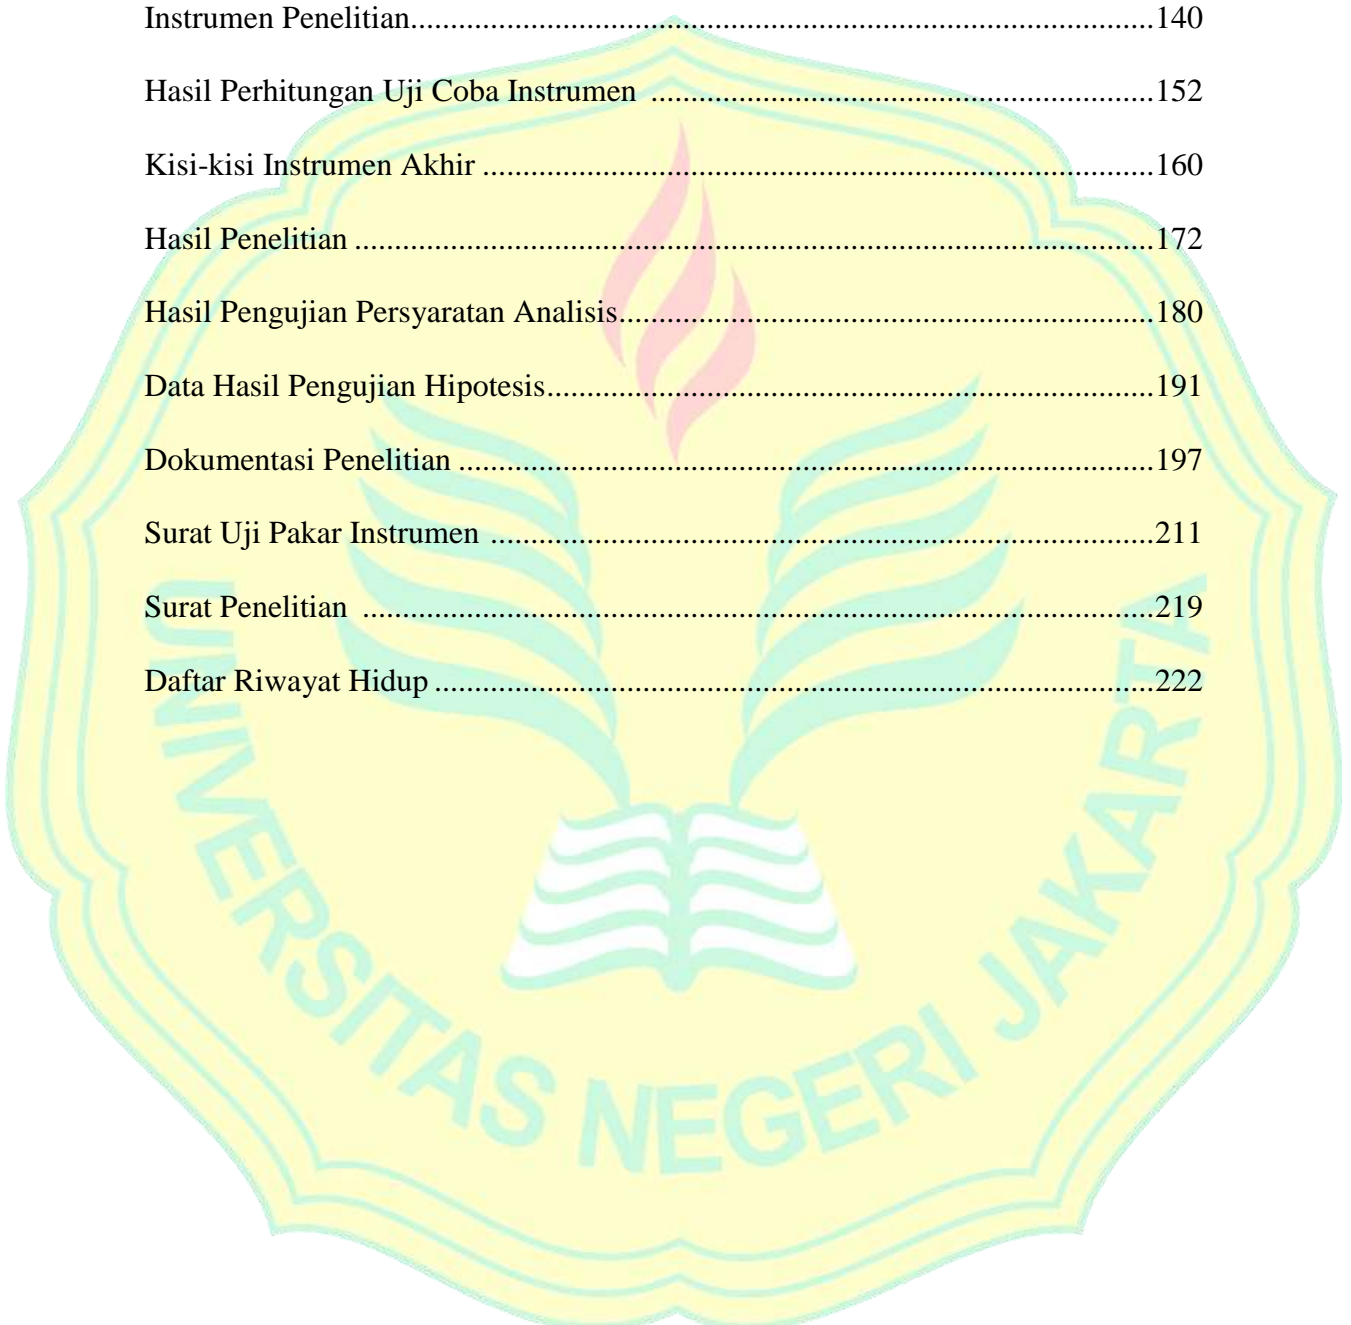 Instrumen Penelitian..............................................................................................140
Hasil Perhitungan Uji Coba Instrumen ................................................................152
Kisi-kisi Instrumen Akhir .....................................................................................160
Hasil Penelitian .....................................................................................................172
Hasil Pengujian Persyaratan Analisis....................................................................180
Data Hasil Pengujian Hipotesis.............................................................................191
Dokumentasi Penelitian ........................................................................................197
Surat Uji Pakar Instrumen ....................................................................................211
Surat Penelitian ....................................................................................................219
Daftar Riwayat Hidup ...........................................................................................222
UNIVERSITAS NEGERI JAKARTA